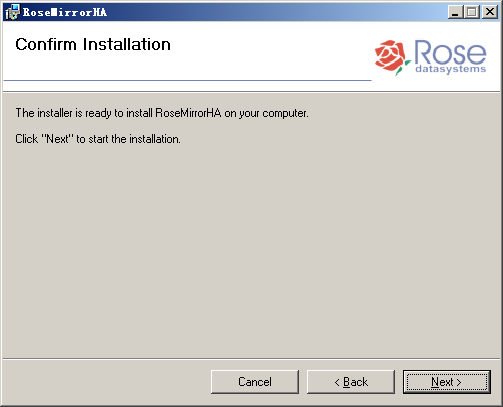 RoseMirrorHA
Confirm Installation
Rose
datasystems
The installer is ready to install RoseMirrorHA on your computer.
Click "Next" to start the installation.
Cancel
< Back
Next >